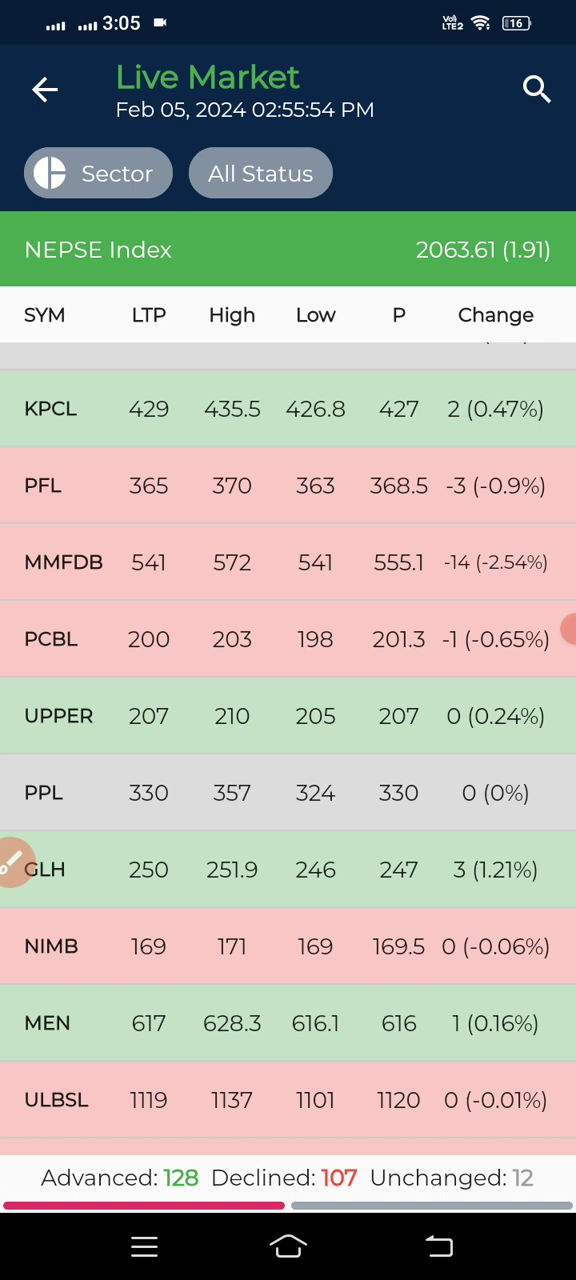 3:05 Vo) LTE2 16
Live Market
Feb 05, 2024 02:55:54 PM
Sector All Status
NEPSE Index 2063.61 (1.91)
SYM LTP High Low P Change
KPCL 429 435.5 426.8 427 2 (0.47%)
PFL 365 370 363 368.5 -3 (-0.9%)
MMFDB 541 572 541 555.1 -14 (-2.54%)
PCBL 200 203 198 201.3 -1 (-0.65%)
UPPER 207 210 205 207 0 (0.24%)
PPL 330 357 324 330 0 (0%)
GLH 250 251.9 246 247 3 (1.21%)
NIMB 169 171 169 169.5 0 (-0.06%)
MEN 617 628.3 616.1 616 1 (0.16%)
ULBSL 1119 1137 1101 1120 0 (-0.01%)
Advanced: 128 Declined: 107 Unchanged: 12